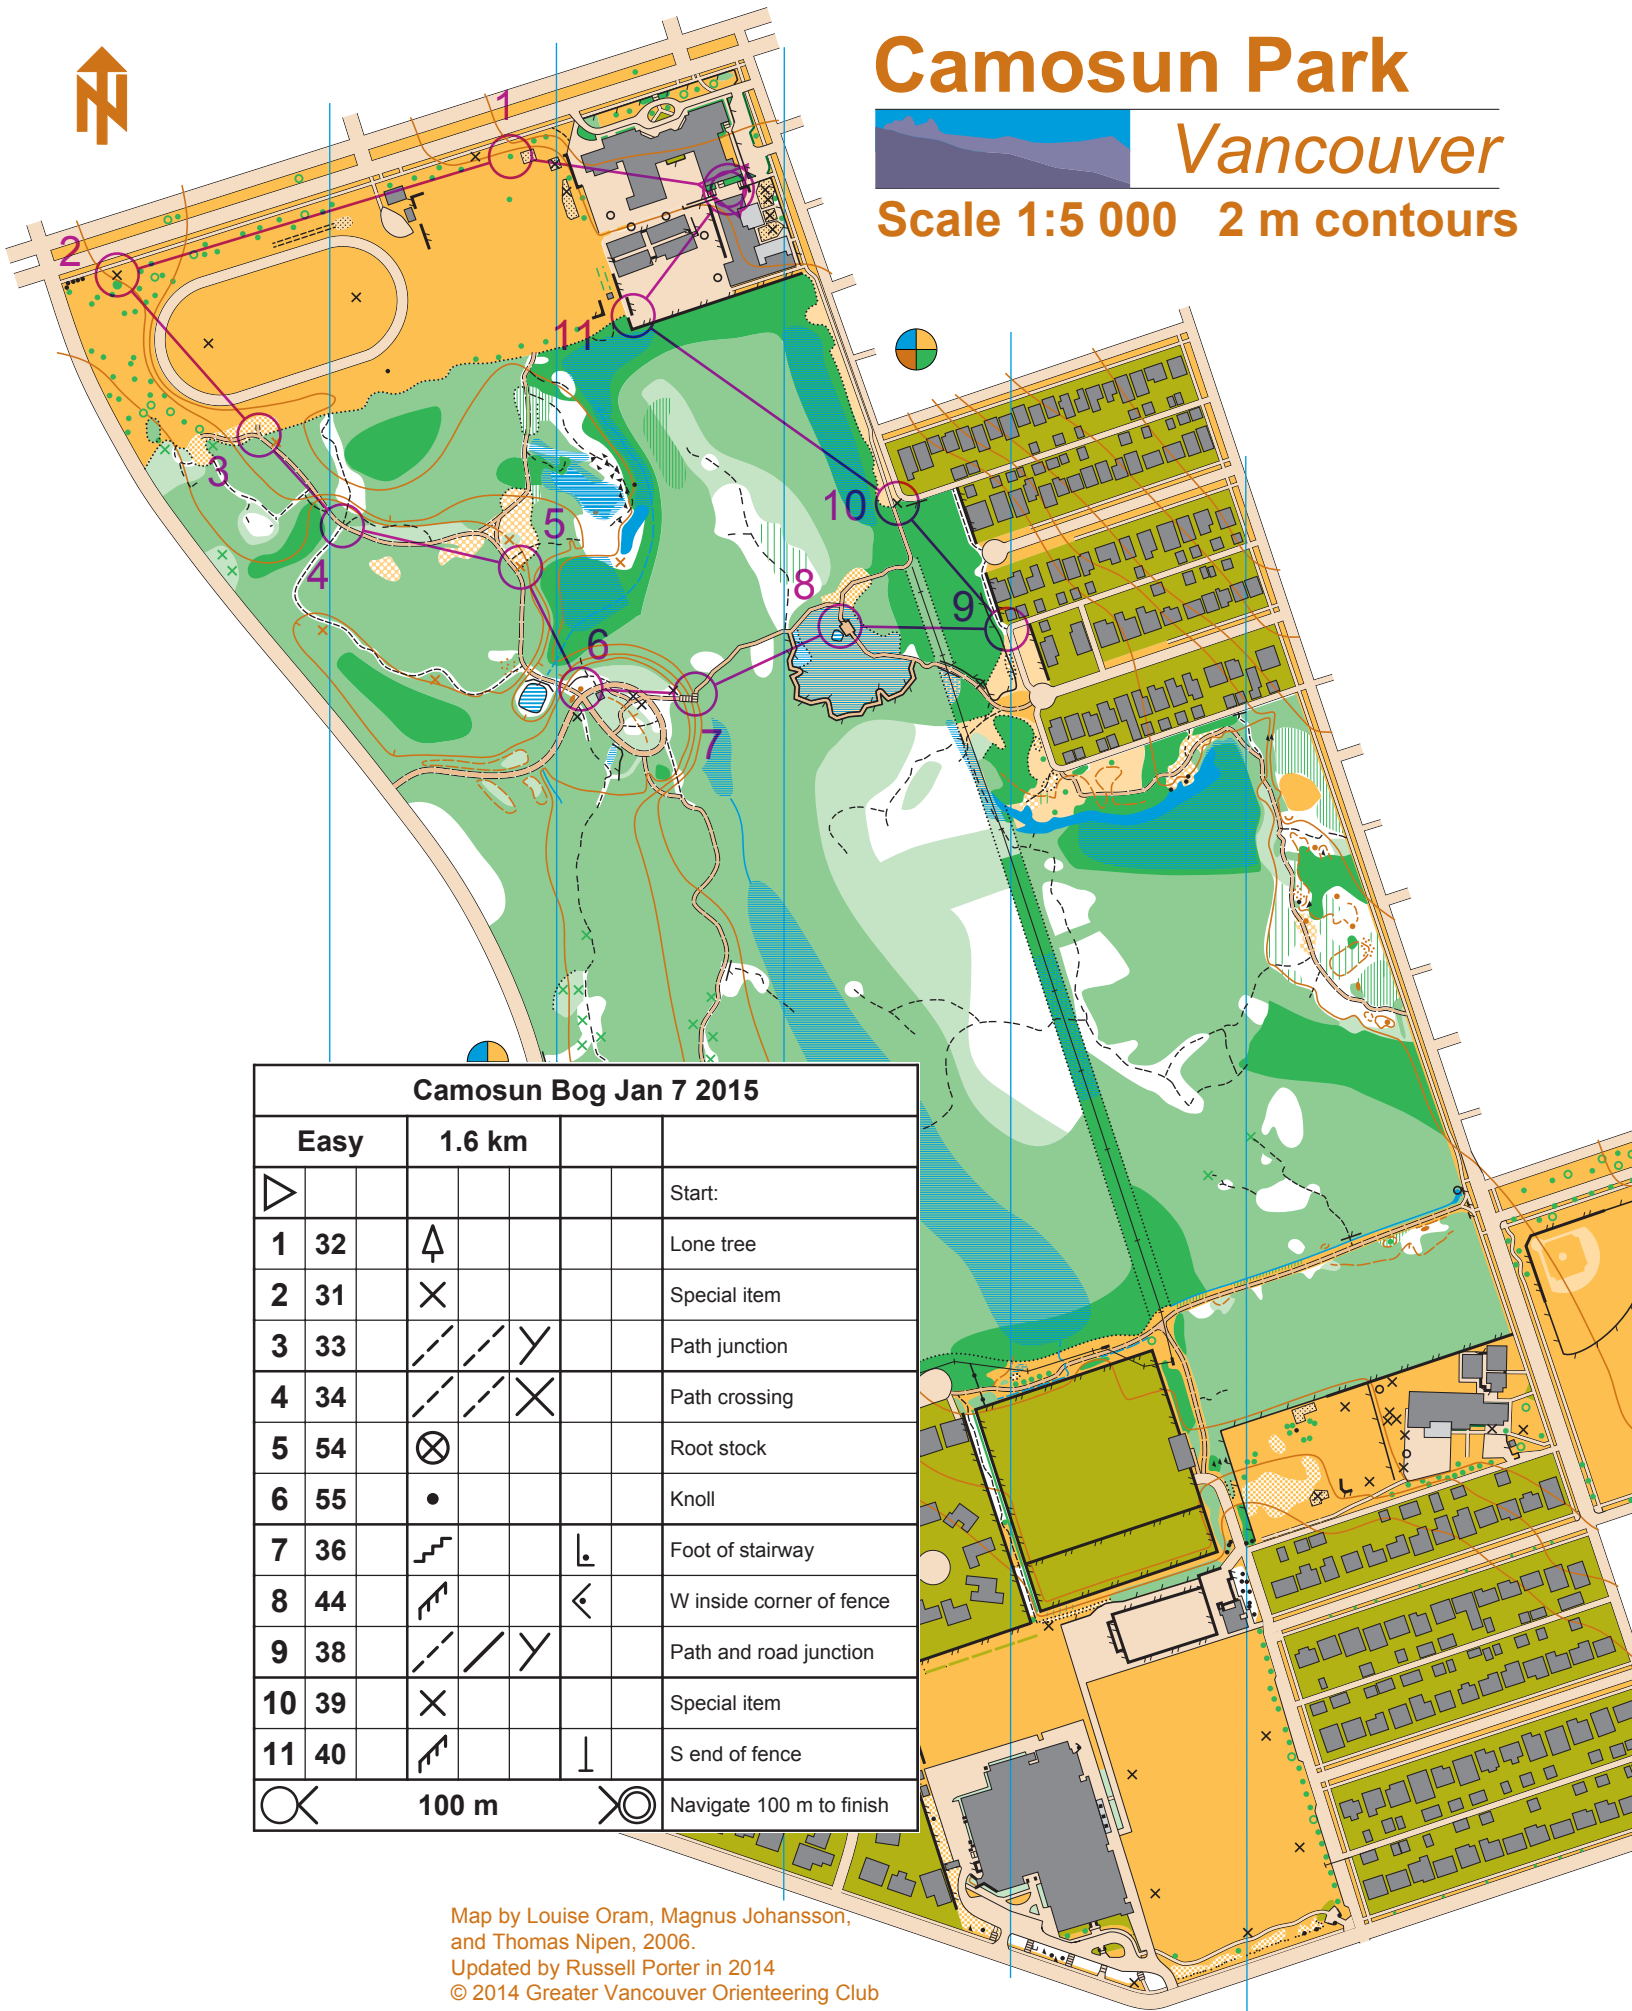 Camosun Park
Vancouver
Scale 1:5 000 2 m contours
N
1
2
3
4
5
6
7
8
9
10
11
Camosun Bog Jan 7 2015
Easy 1.6 km
Start:
1 32 Lone tree
2 31 Special item
3 33 Path junction
4 34 Path crossing
5 54 Root stock
6 55 Knoll
7 36 Foot of stairway
8 44 W inside corner of fence
9 38 Path and road junction
10 39 Special item
11 40 S end of fence
100 m Navigate 100 m to finish
Map by Louise Oram, Magnus Johansson,
and Thomas Nipen, 2006.
Updated by Russell Porter in 2014
© 2014 Greater Vancouver Orienteering Club